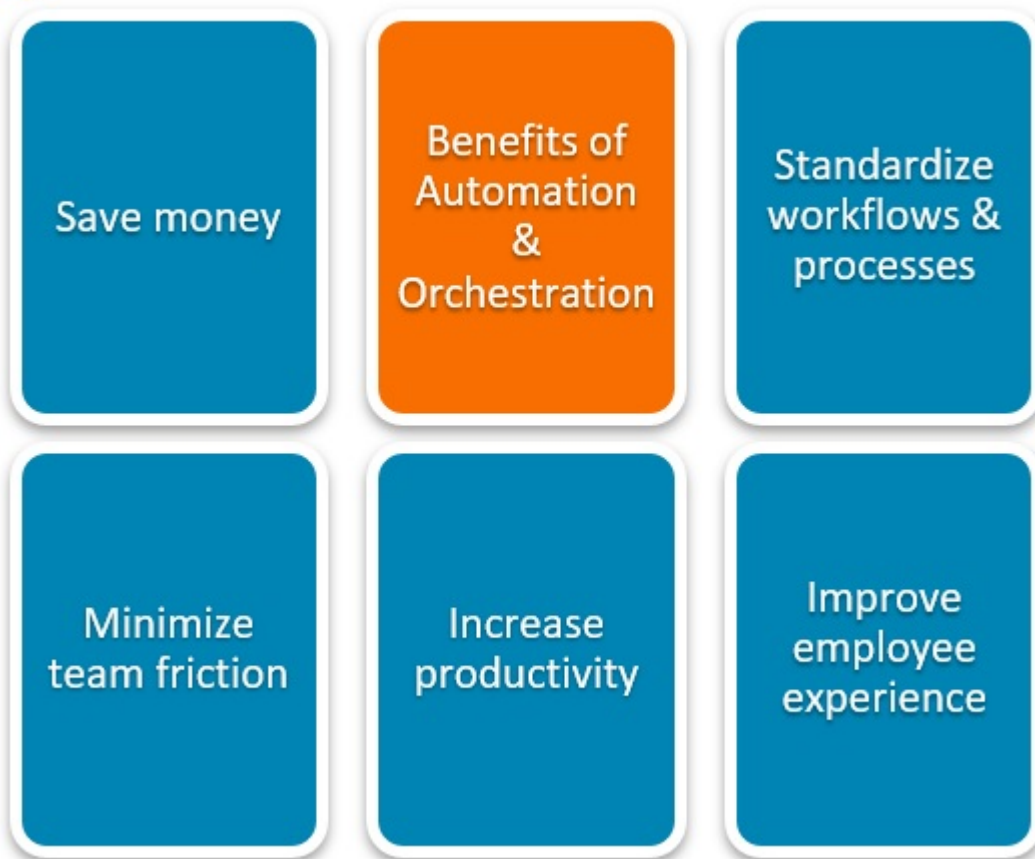 Save money
Benefits of
Automation
&
Orchestration
Standardize
workflows &
processes
Minimize
team friction
Increase
productivity
Improve
employee
experience